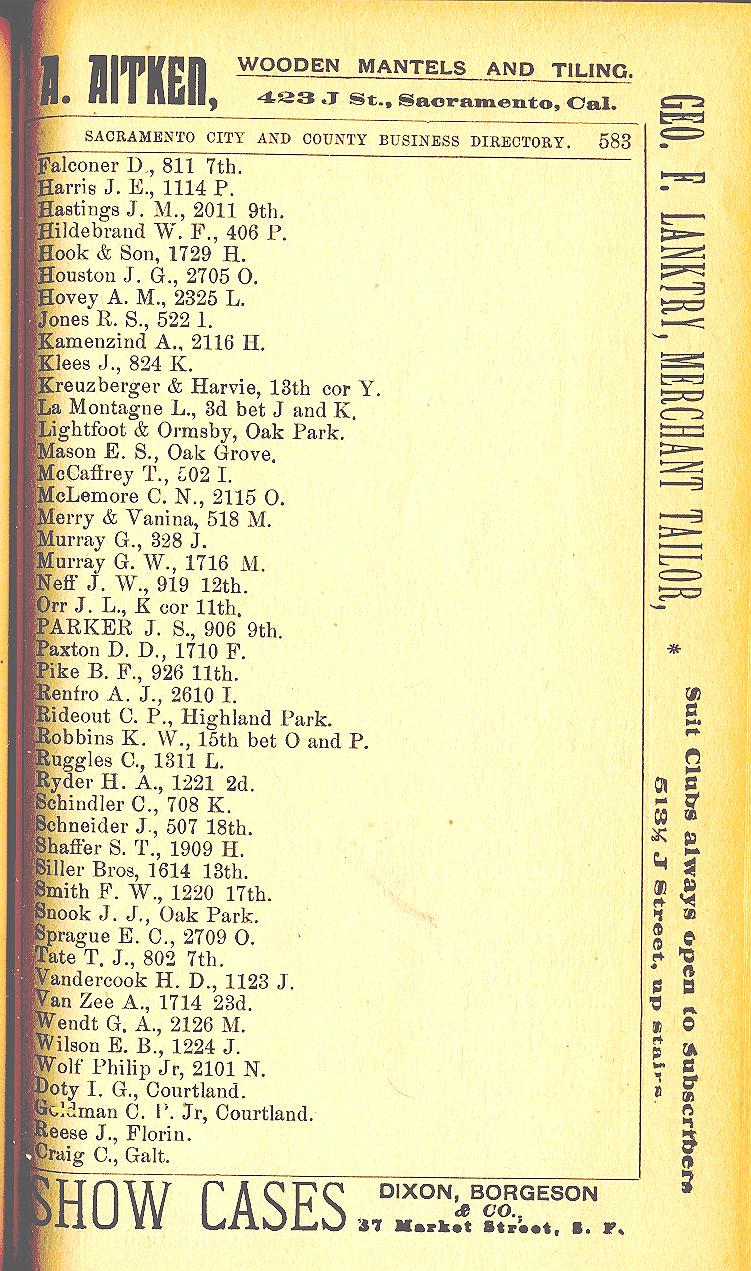 A. AITKEN,
WOODEN MANTELS AND TILING.
423 J St., Sacramento, Cal.
SACRAMENTO CITY AND COUNTY BUSINESS DIRECTORY. 583
Falconer D., 811 7th.
Harris J. E., 1114 P.
Hastings J. M., 2011 9th.
Hildebrand W. F., 406 P.
Hook & Son, 1729 H.
Houston J. G., 2705 O.
Hovey A. M., 2325 L.
Jones R. S., 522 I.
Kamenzind A., 2116 H.
Klees J., 824 K.
Kreuzberger & Harvie, 13th cor Y.
La Montagne L., 3d bet J and K.
Lightfoot & Ormsby, Oak Park.
Mason E. S., Oak Grove.
McCaffrey T., 502 I.
McLemore C. N., 2115 O.
Merry & Vanina, 518 M.
Murray G., 328 J.
Murray G. W., 1716 M.
Neff J. W., 919 12th.
Orr J. L., K cor 11th.
PARKER J. S., 906 9th.
Paxton D. D., 1710 F.
Pike B. F., 926 11th.
Renfro A. J., 2610 I.
Rideout C. P., Highland Park.
Robbins K. W., 15th bet O and P.
Ruggles C., 1311 L.
Ryder H. A., 1221 2d.
Schindler C., 708 K.
Schneider J., 507 18th.
Shaffer S. T., 1909 H.
Siller Bros, 1614 13th.
Smith F. W., 1220 17th.
Snook J. J., Oak Park.
Sprague E. C., 2709 O.
Tate T. J., 802 7th.
Vandercook H. D., 1123 J.
Van Zee A., 1714 23d.
Wendt G. A., 2126 M.
Wilson E. B., 1224 J.
Wolf Philip Jr, 2101 N.
Doty I. G., Courtland.
Goldman C. P. Jr, Courtland.
Reese J., Florin.
Craig C., Galt.
SHOW CASES
DIXON, BORGESON
& CO.,
37 Market Street, S. F.
GEO. F. LANKTRY, MERCHANT TAILOR, *
Suit Clubs always open to Subscribers
513½ J Street, up stairs.